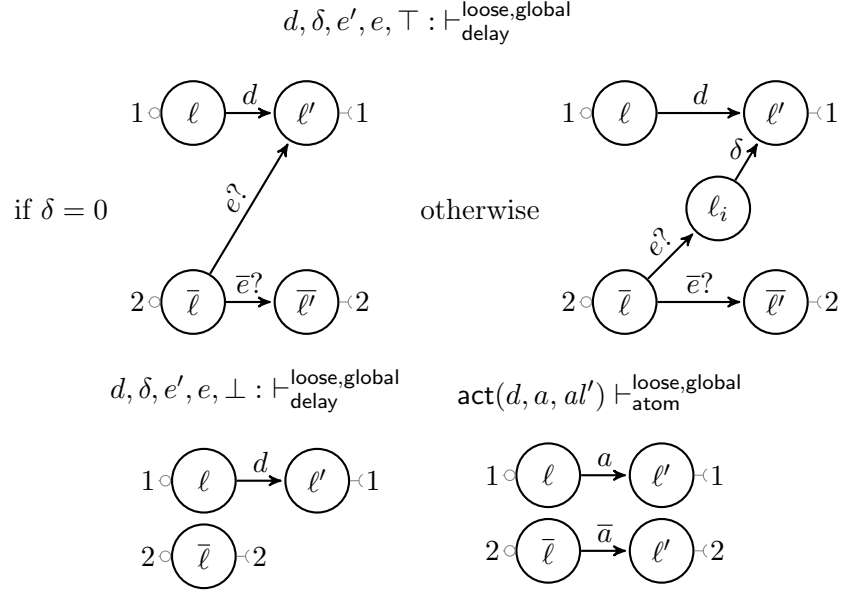 d, δ, e′, e, ⊤ : ⊢^{loose,global}_{delay}
1 ℓ d ℓ′ 1 1 ℓ d ℓ′ 1
δ
if δ = 0 e? otherwise ℓ_i
e?
2 ℓ̅ e̅? ℓ̅′ 2 2 ℓ̅ e̅? ℓ̅′ 2
d, δ, e′, e, ⊥ : ⊢^{loose,global}_{delay} act(d, a, al′) ⊢^{loose,global}_{atom}
1 ℓ d ℓ′ 1 1 ℓ a ℓ′ 1
2 ℓ̅ 2 2 ℓ̅ a̅ ℓ′ 2